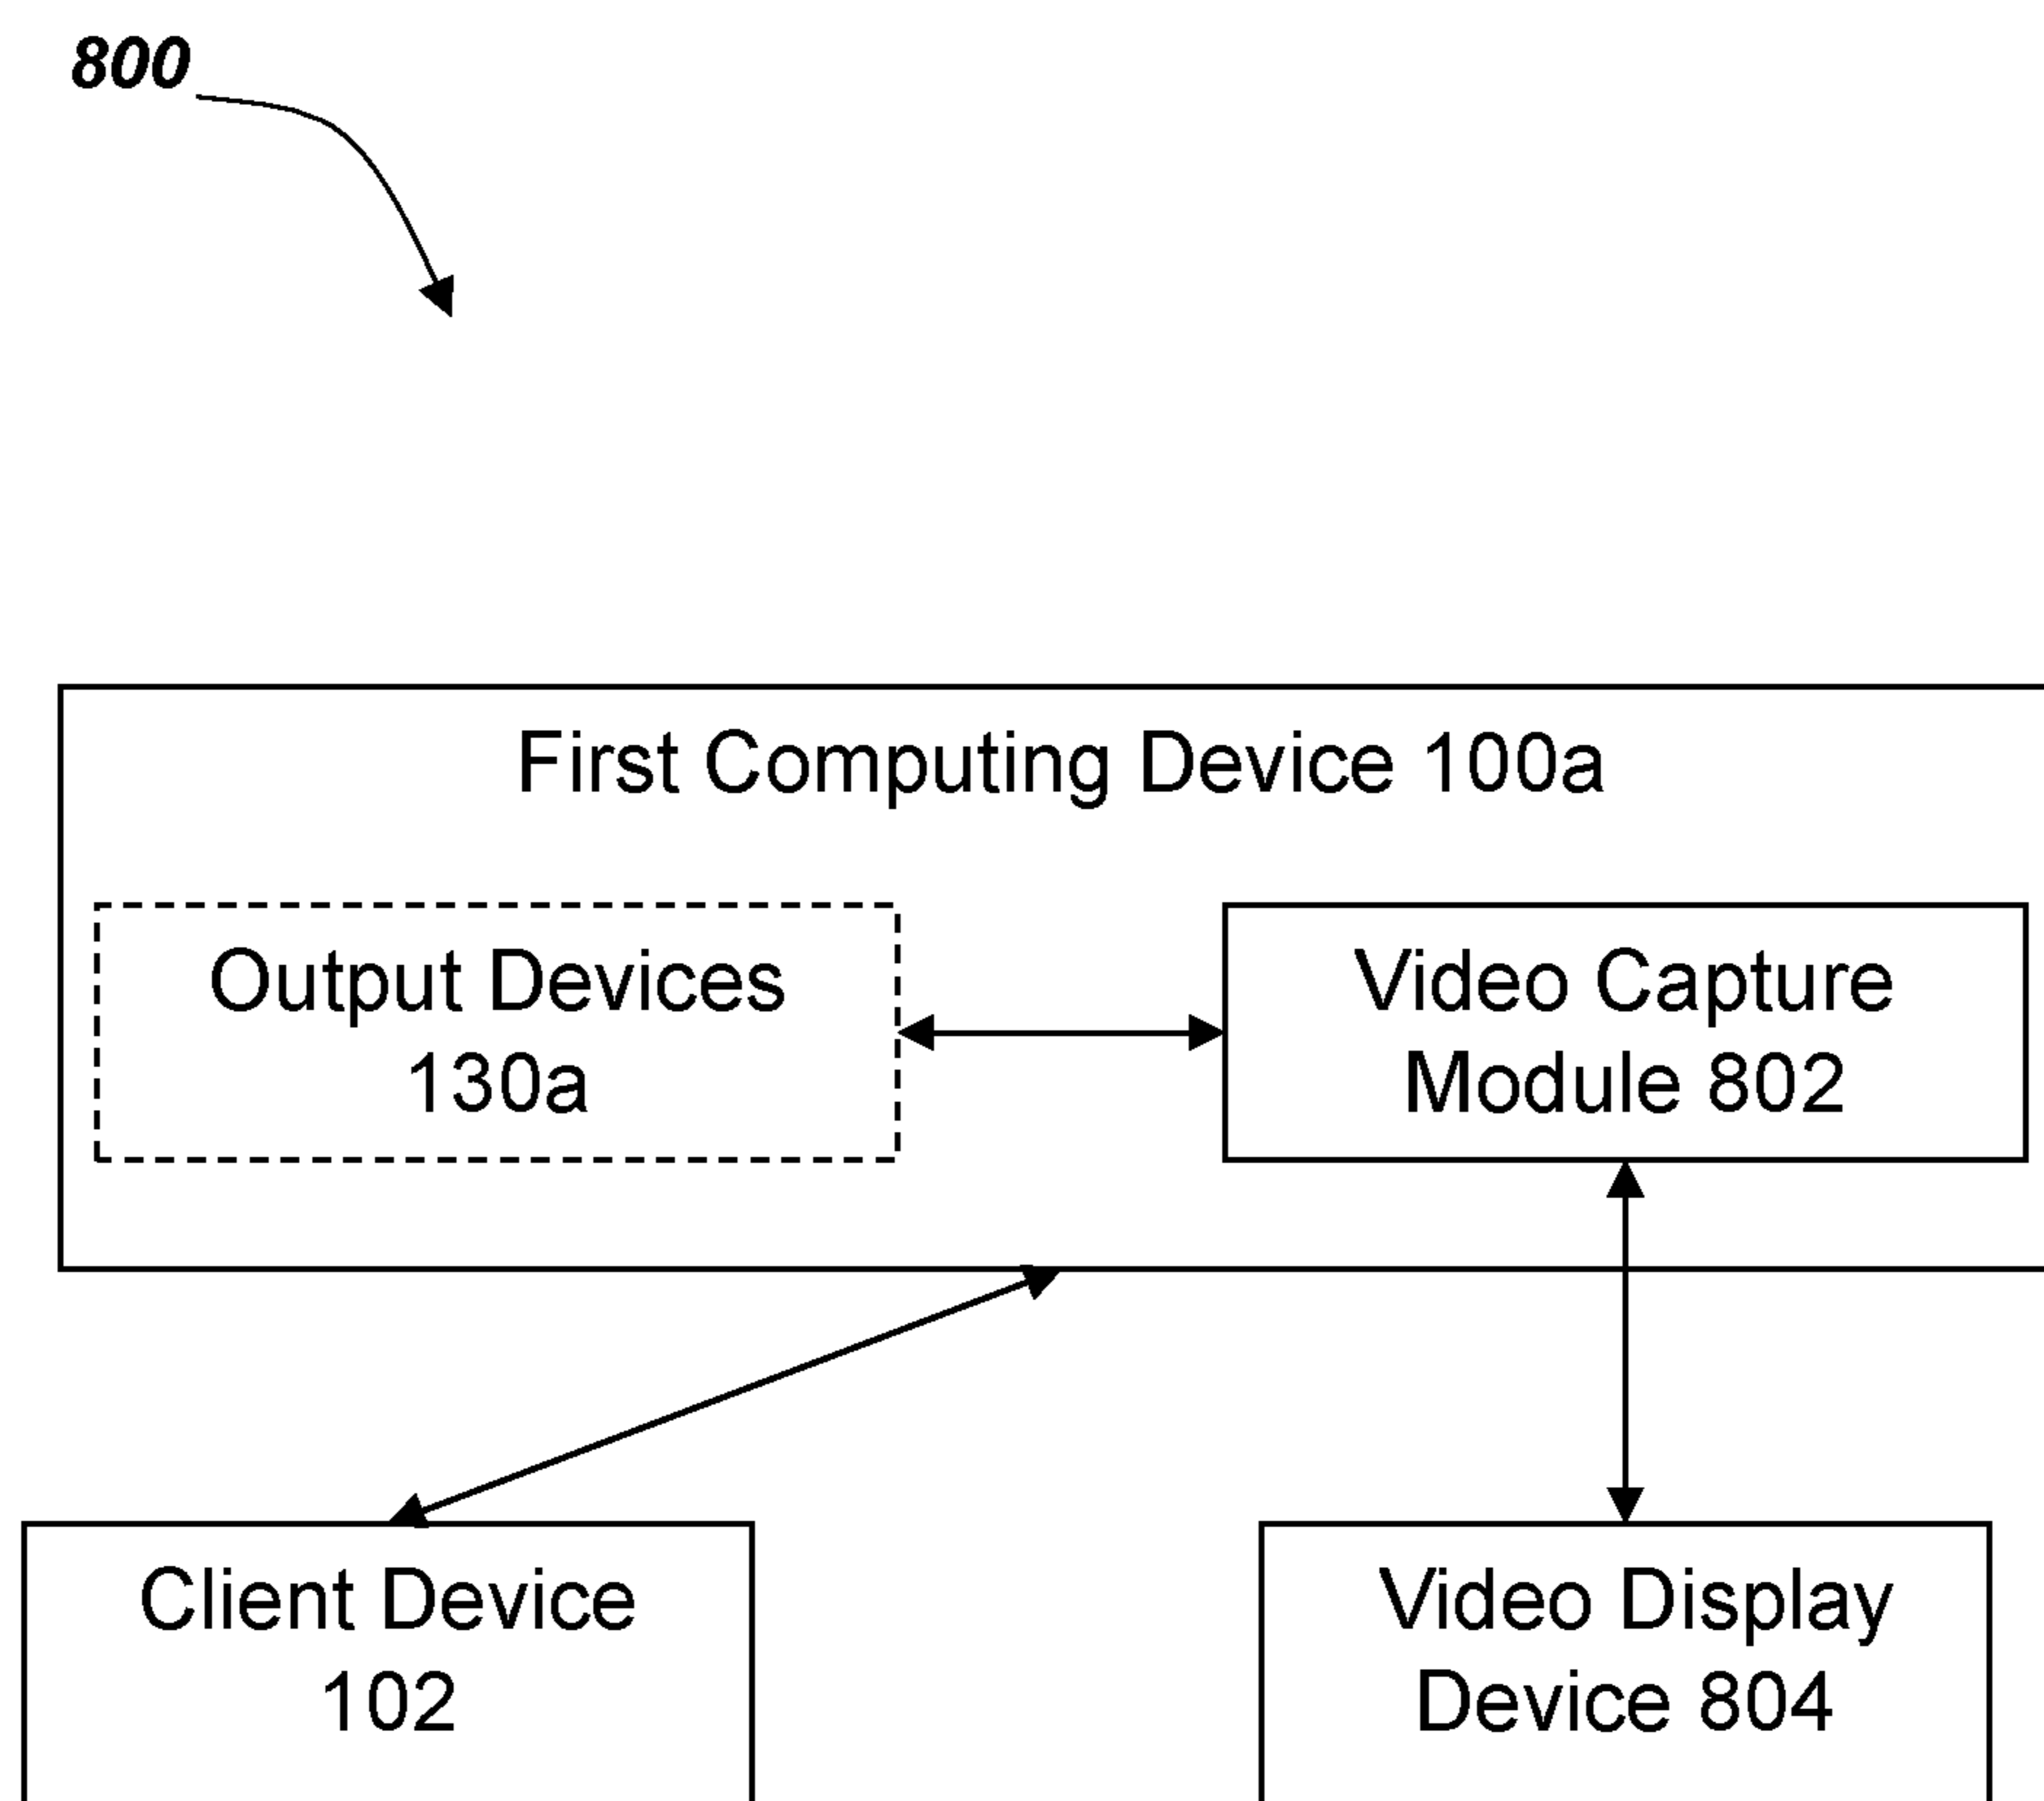 800
First Computing Device 100a
Output Devices
130a
Video Capture
Module 802
Client Device
102
Video Display
Device 804